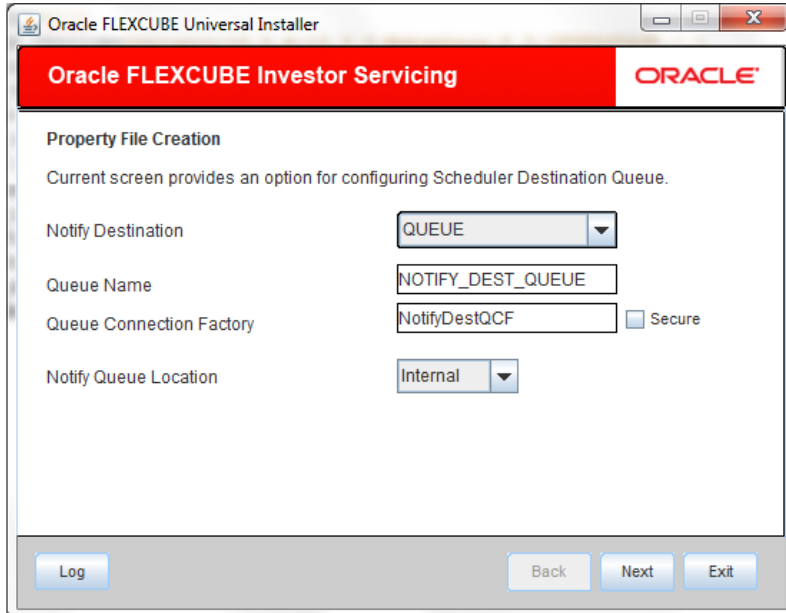 Oracle FLEXCUBE Universal Installer
Oracle FLEXCUBE Investor Servicing ORACLE
Property File Creation
Current screen provides an option for configuring Scheduler Destination Queue.
Notify Destination QUEUE
Queue Name NOTIFY_DEST_QUEUE
Queue Connection Factory NotifyDestQCF Secure
Notify Queue Location Internal
Log Back Next Exit